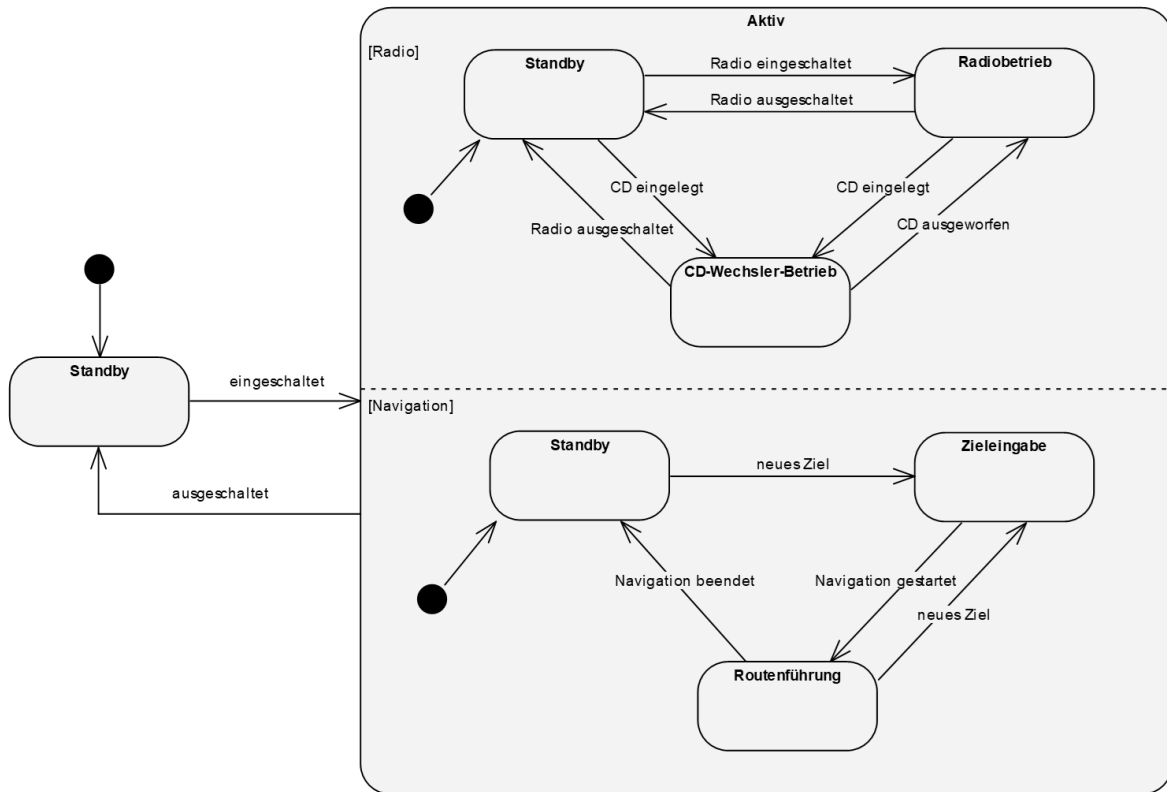 Aktiv
[Radio]
Standby
Radio eingeschaltet
Radiobetrieb
Radio ausgeschaltet
CD eingelegt
CD eingelegt
Radio ausgeschaltet
CD ausgeworfen
CD-Wechsler-Betrieb
Standby
eingeschaltet
ausgeschaltet
[Navigation]
Standby
neues Ziel
Zieleingabe
Navigation beendet
Navigation gestartet
neues Ziel
Routenführung